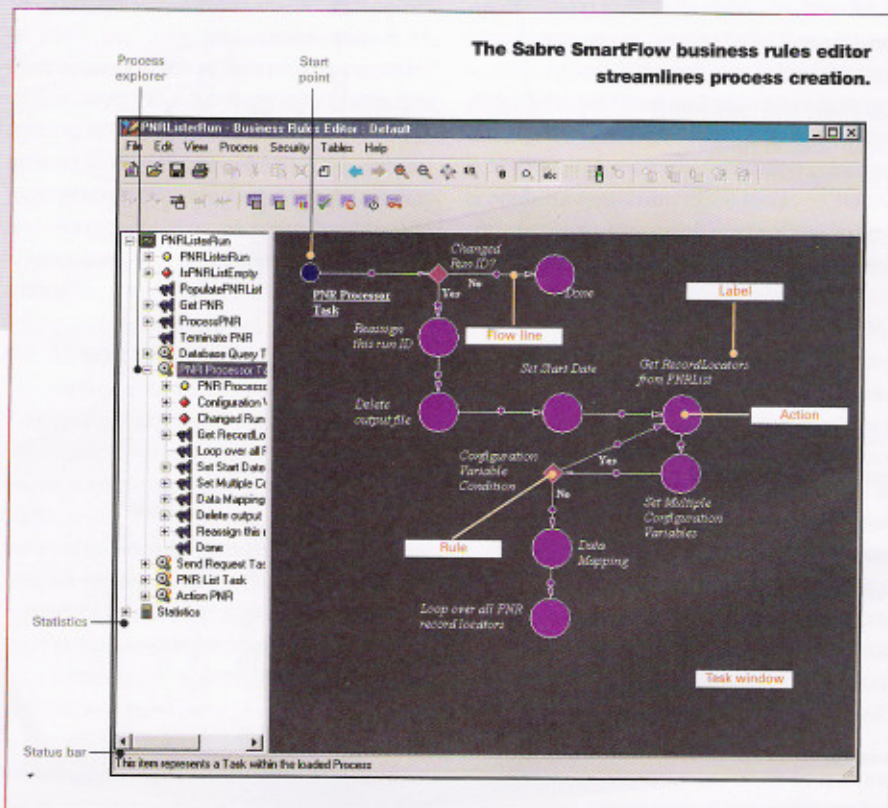 The Sabre SmartFlow business rules editor
streamlines process creation.
Process
explorer
Start
point
PNRListerRun - Business Rules Editor : Default
File Edit View Process Security Tables Help
abc
PNRListerRun
PNRListerRun
IsPNRListEmpty
PopulatePNRList
Get PNR
ProcessPNR
Terminate PNR
Database Query T
PNR Processor Ta
PNR Processo
Configuration V
Changed Run
Get RecordLo
Loop over all F
Set Start Date
Set Multiple Co
Data Mapping
Delete output
Reassign this r
Done
Send Request Tas
PNR List Task
Action PNR
Statistics
Statistics
Status bar
This item represents a Task within the loaded Process
PNR Processor
Task
Changed
Run ID?
No
Yes
Done
Flow line
Label
Reassign
this run ID
Set Start Date
Get RecordLocators
from PNRList
Delete
output file
Action
Configuration
Variable
Condition
Yes
No
Set Multiple
Configuration
Variables
Rule
Data
Mapping
Loop over all PNR
record locators
Task window